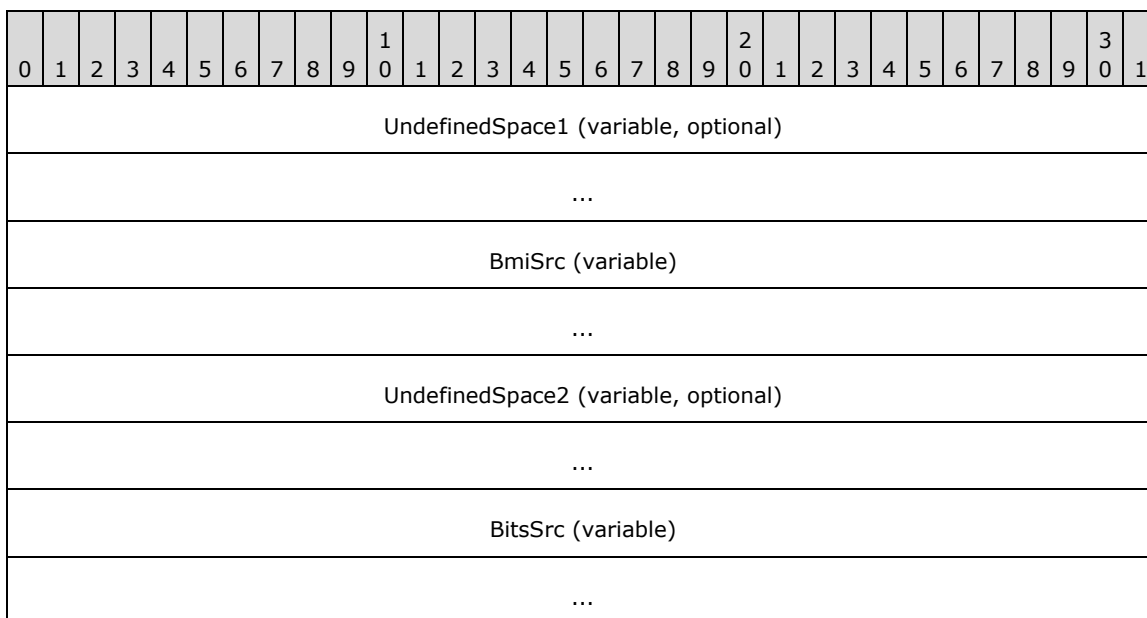 1 2 3
0 1 2 3 4 5 6 7 8 9 0 1 2 3 4 5 6 7 8 9 0 1 2 3 4 5 6 7 8 9 0 1
UndefinedSpace1 (variable, optional)
...
BmiSrc (variable)
...
UndefinedSpace2 (variable, optional)
...
BitsSrc (variable)
...